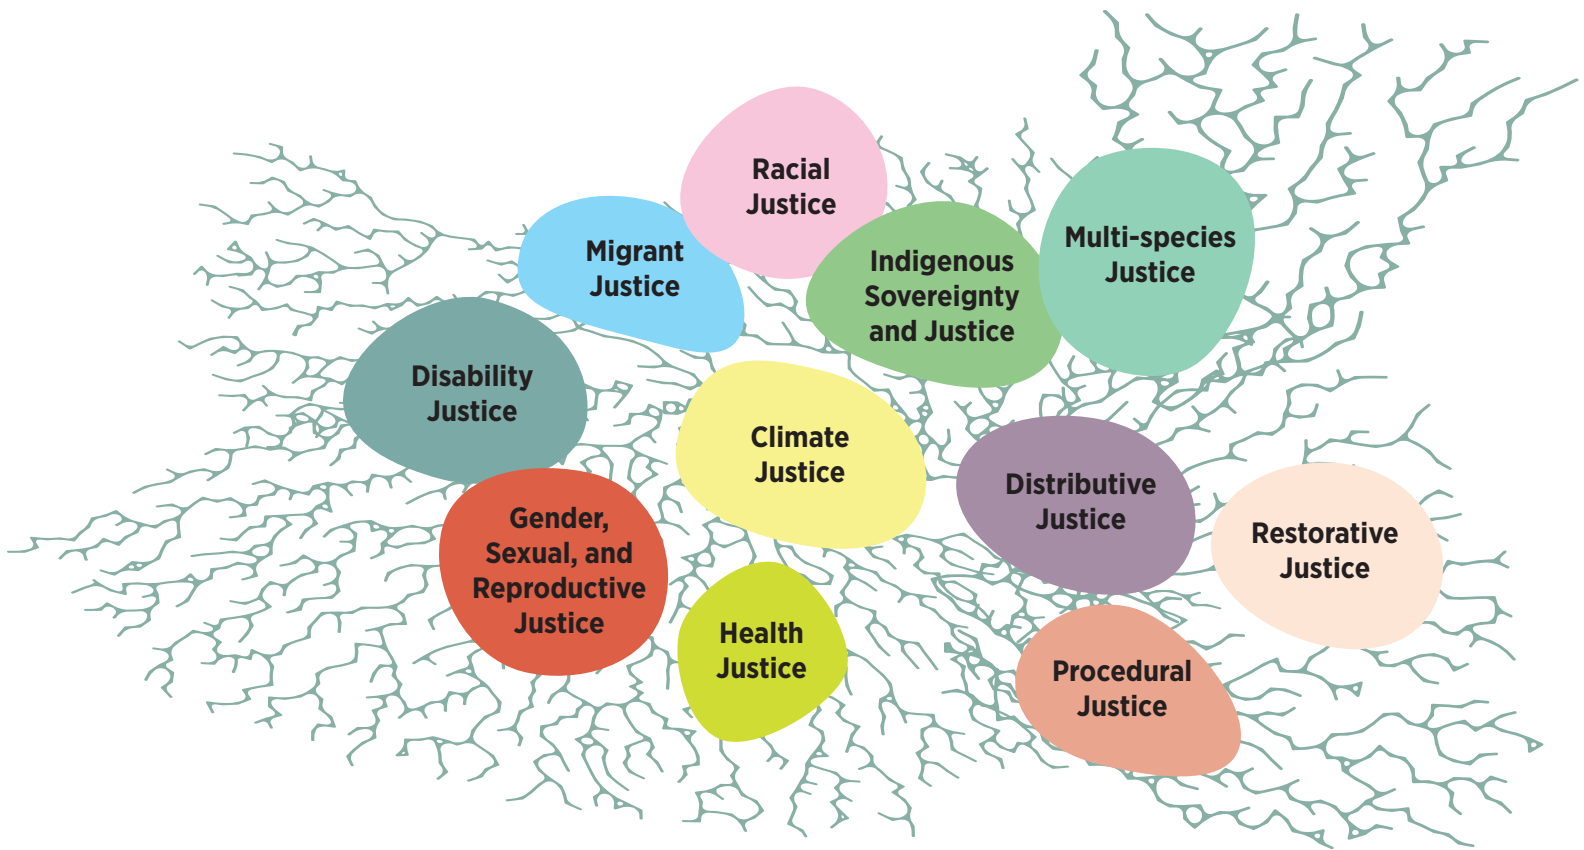 Racial
Justice
Migrant
Justice
Indigenous
Sovereignty
and Justice
Multi-species
Justice
Disability
Justice
Climate
Justice
Distributive
Justice
Restorative
Justice
Gender,
Sexual, and
Reproductive
Justice
Health
Justice
Procedural
Justice